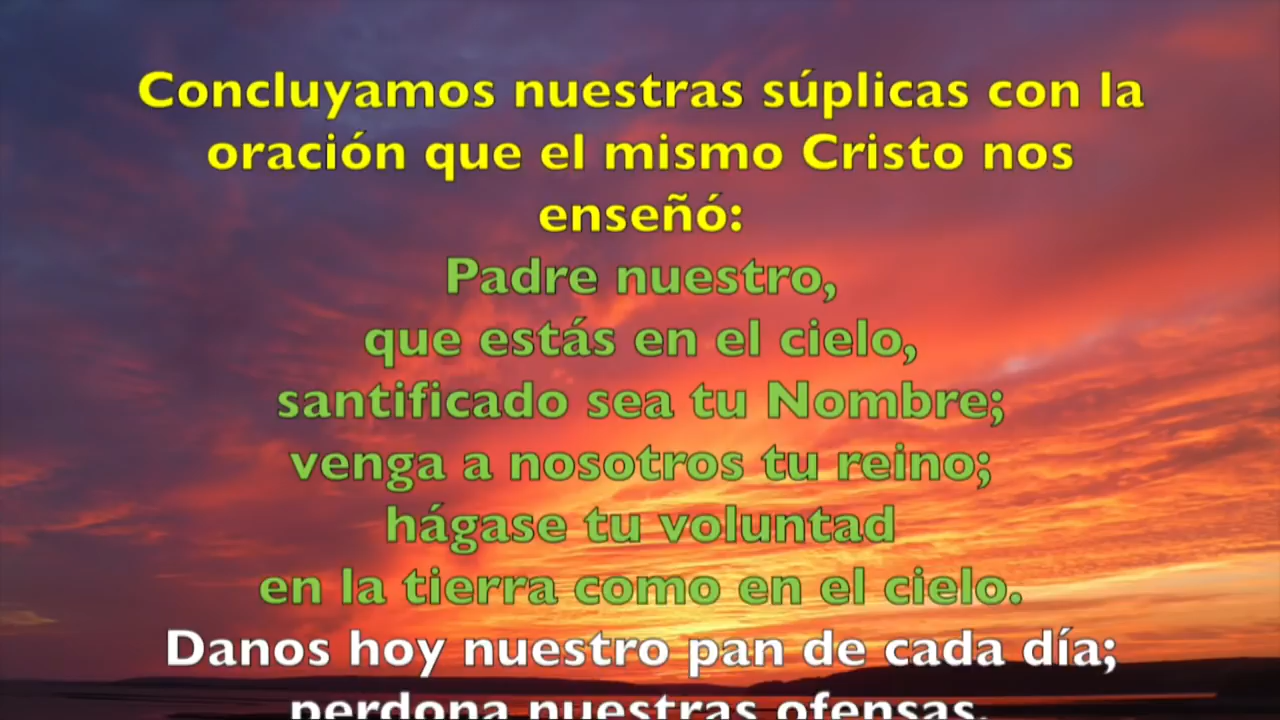 Concluyamos nuestras súplicas con la
oración que el mismo Cristo nos
enseñó:
Padre nuestro,
que estás en el cielo,
santificado sea tu Nombre;
venga a nosotros tu reino;
hágase tu voluntad
en la tierra como en el cielo.
Danos hoy nuestro pan de cada día;
perdona nuestras ofensas,